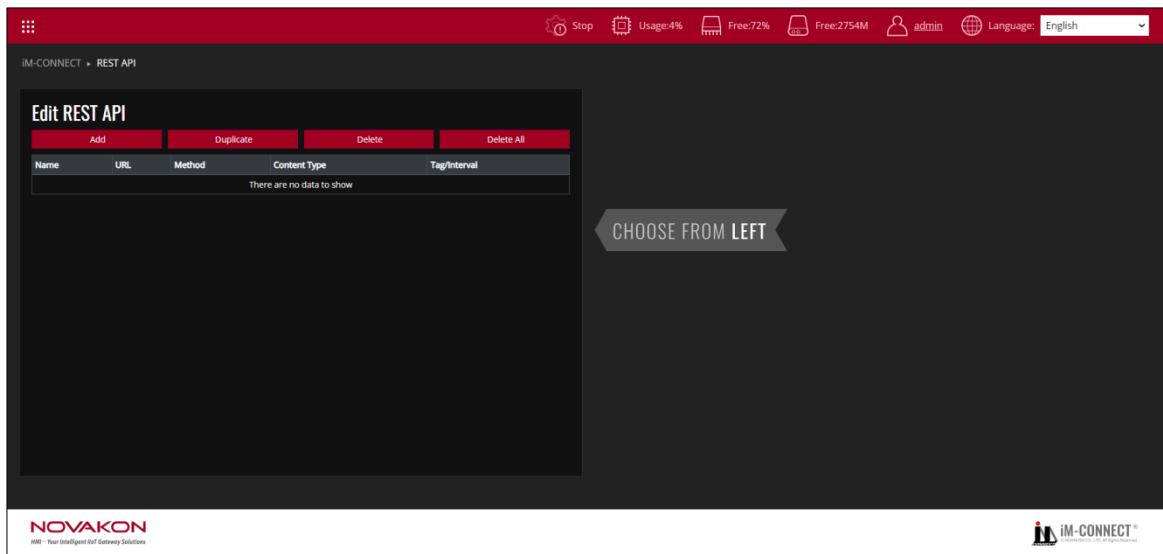 Stop Usage:4% Free:72% Free:2754M admin Language: English
iM-CONNECT ▸ REST API
Edit REST API
Add Duplicate Delete Delete All
Name URL Method Content Type Tag/Interval
There are no data to show
CHOOSE FROM LEFT
NOVAKON
HMI – Your Intelligent IIoT Gateway Solutions
iM-CONNECT®